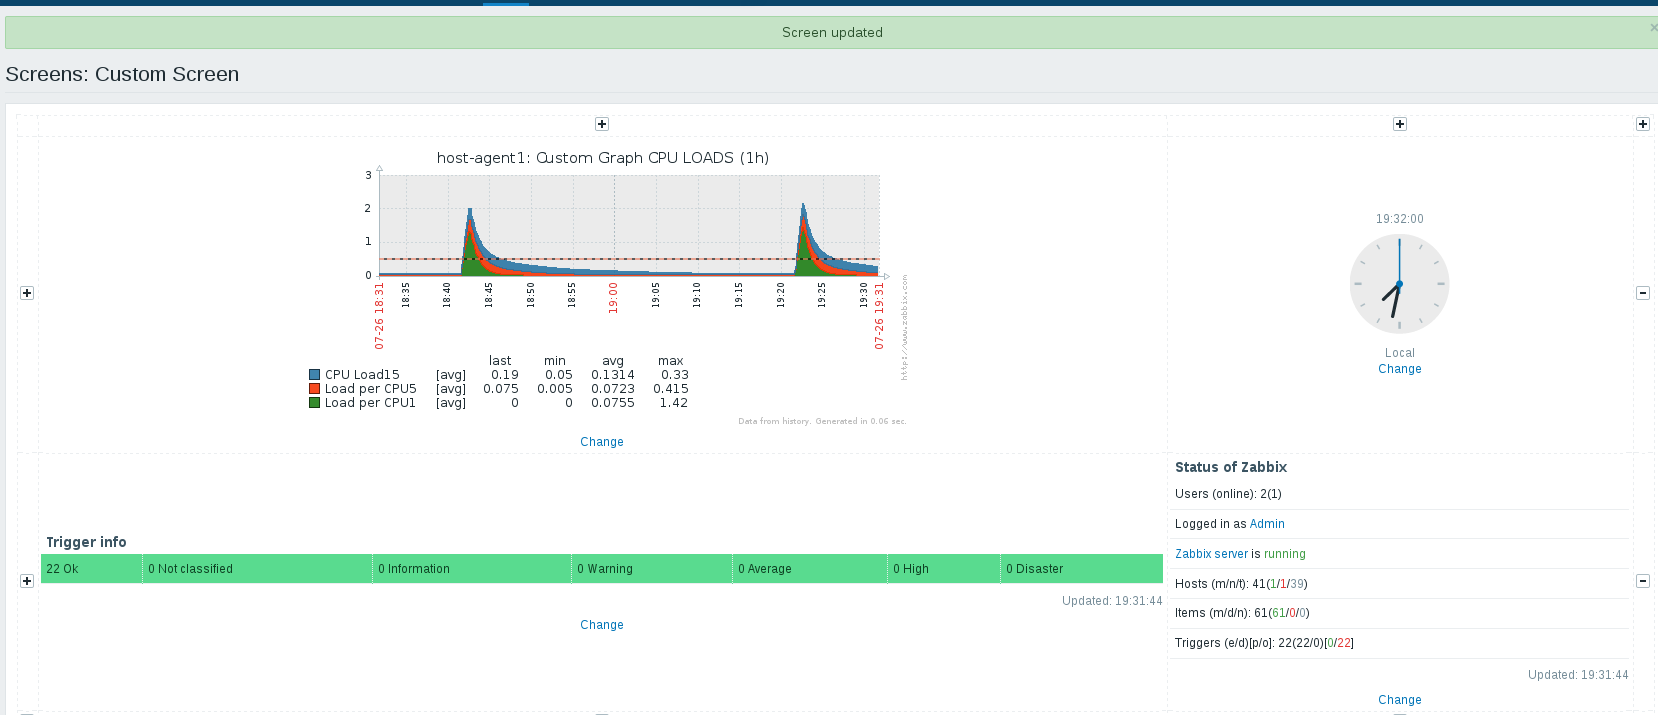 Screen updated
×
Screens: Custom Screen
host-agent1: Custom Graph CPU LOADS (1h)
3
2
1
0
07-26 18:31
18:35
18:40
18:45
18:50
18:55
19:00
19:05
19:10
19:15
19:20
19:25
19:30
07-26 19:31
http://www.zabbix.com
last min avg max
CPU Load15 [avg] 0.19 0.05 0.1314 0.33
Load per CPU5 [avg] 0.075 0.005 0.0723 0.415
Load per CPU1 [avg] 0 0 0.0755 1.42
Data from history. Generated in 0.06 sec.
Change
19:32:00
Local
Change
Trigger info
22 Ok 0 Not classified 0 Information 0 Warning 0 Average 0 High 0 Disaster
Updated: 19:31:44
Change
Status of Zabbix
Users (online): 2(1)
Logged in as Admin
Zabbix server is running
Hosts (m/n/t): 41(1/1/39)
Items (m/d/n): 61(61/0/0)
Triggers (e/d)[p/o]: 22(22/0)[0/22]
Updated: 19:31:44
Change